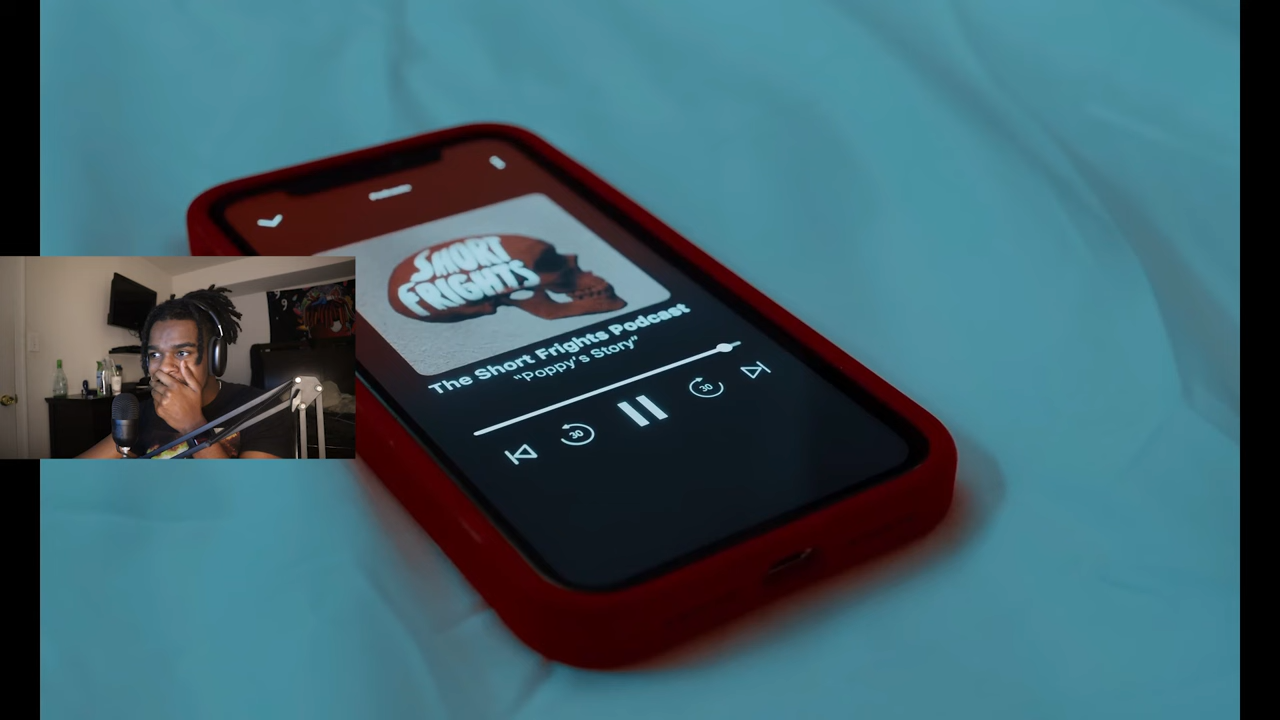 SHORT
FRIGHTS
The Short Frights Podcast
"Poppy's Story"
30
30